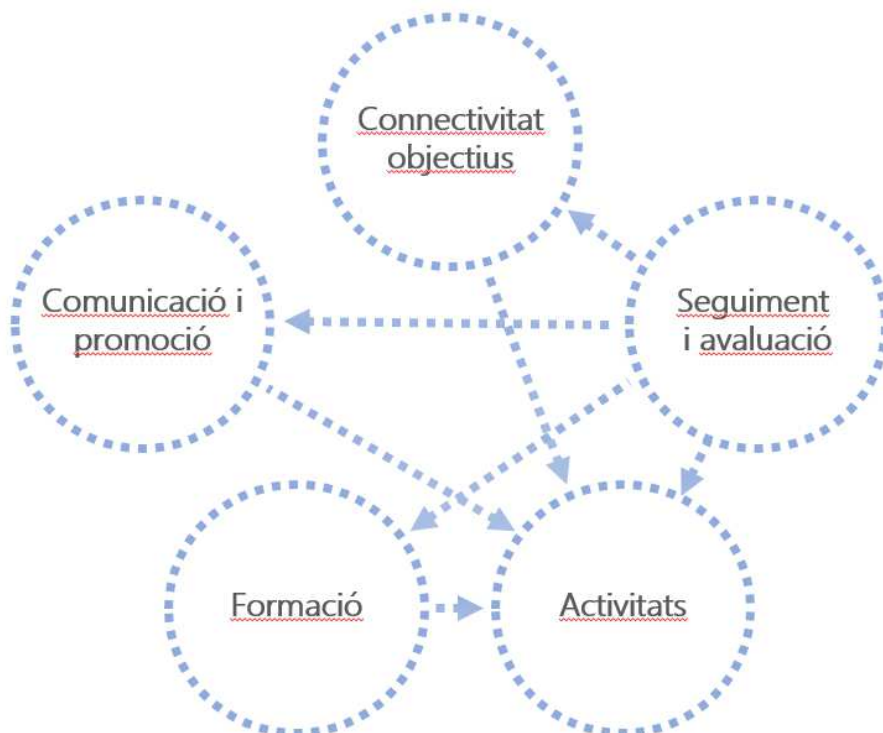 Connectivitat
objectius
Comunicació i
promoció
Seguiment
i avaluació
Formació
Activitats